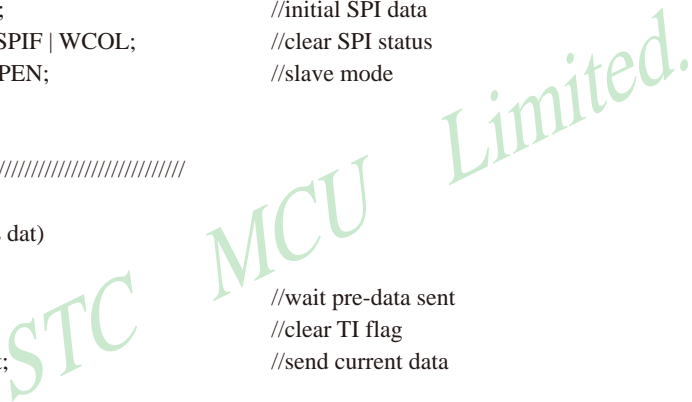 ; //initial SPI data
SPIF | WCOL; //clear SPI status
PEN; //slave mode
////////////////////////////
dat)
//wait pre-data sent
//clear TI flag
; //send current data
STC MCU Limited.